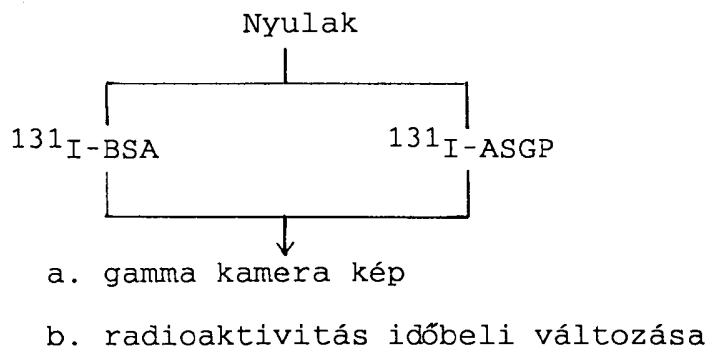 Nyulak
¹³¹I-BSA ¹³¹I-ASGP
a. gamma kamera kép
b. radioaktivitás időbeli változása